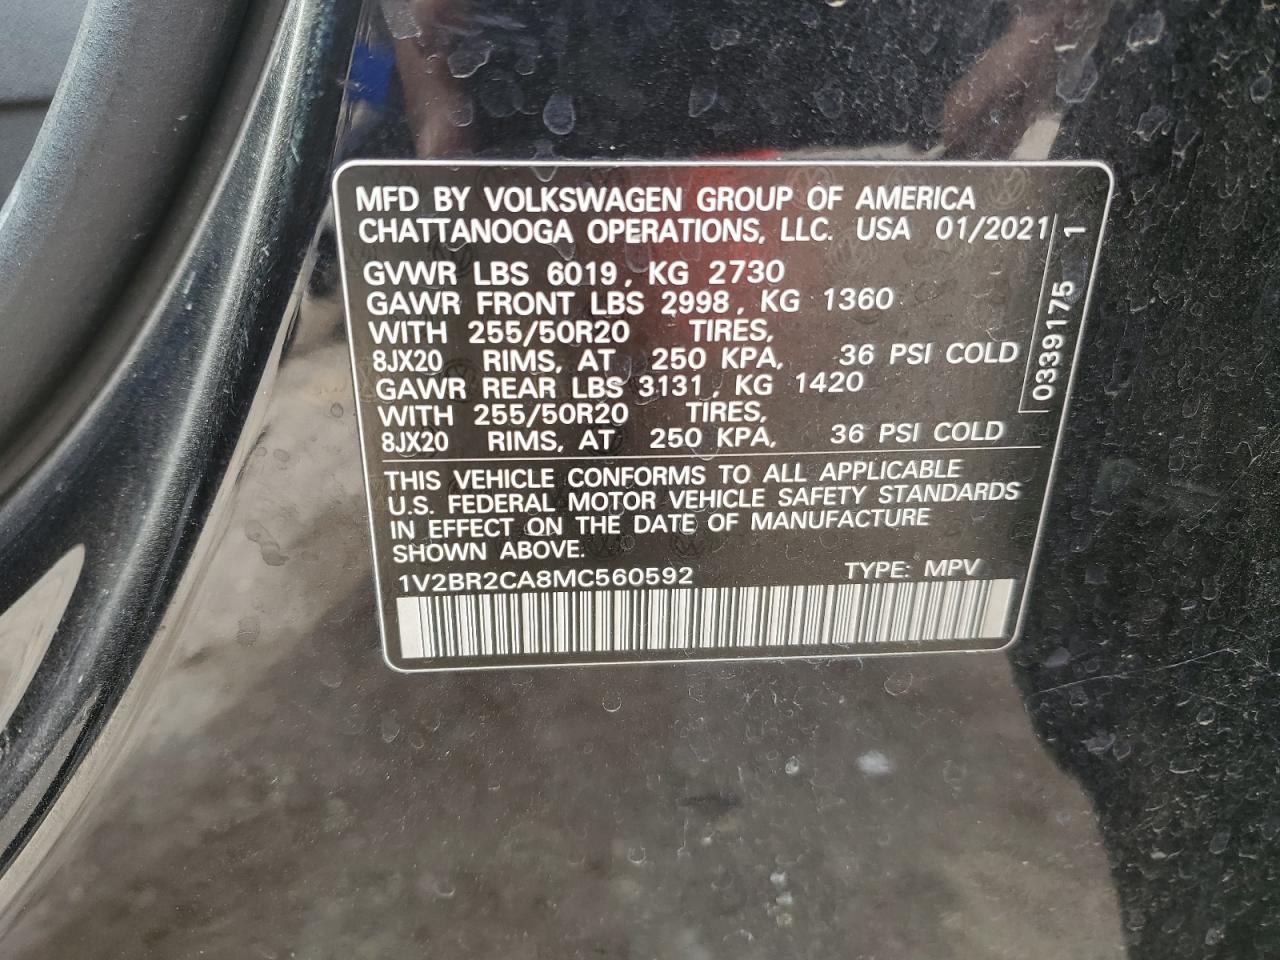 MFD BY VOLKSWAGEN GROUP OF AMERICA
CHATTANOOGA OPERATIONS, LLC. USA 01/2021
GVWR LBS 6019, KG 2730
GAWR FRONT LBS 2998, KG 1360
WITH 255/50R20 TIRES,
8JX20 RIMS, AT 250 KPA, 36 PSI COLD
GAWR REAR LBS 3131, KG 1420
WITH 255/50R20 TIRES,
8JX20 RIMS, AT 250 KPA, 36 PSI COLD
0339175 1
THIS VEHICLE CONFORMS TO ALL APPLICABLE
U.S. FEDERAL MOTOR VEHICLE SAFETY STANDARDS
IN EFFECT ON THE DATE OF MANUFACTURE
SHOWN ABOVE.
1V2BR2CA8MC560592 TYPE: MPV